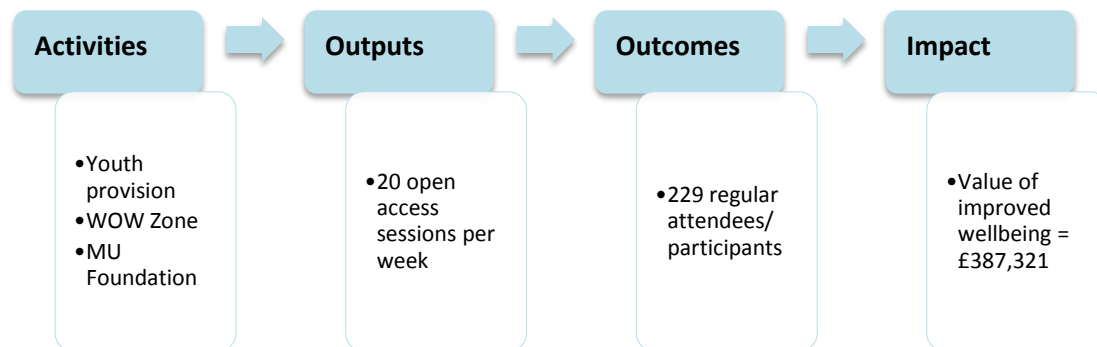 Activities
Outputs
Outcomes
Impact
•Youth
provision
•WOW Zone
•MU
Foundation
•20 open
access
sessions per
week
•229 regular
attendees/
participants
•Value of
improved
wellbeing =
£387,321